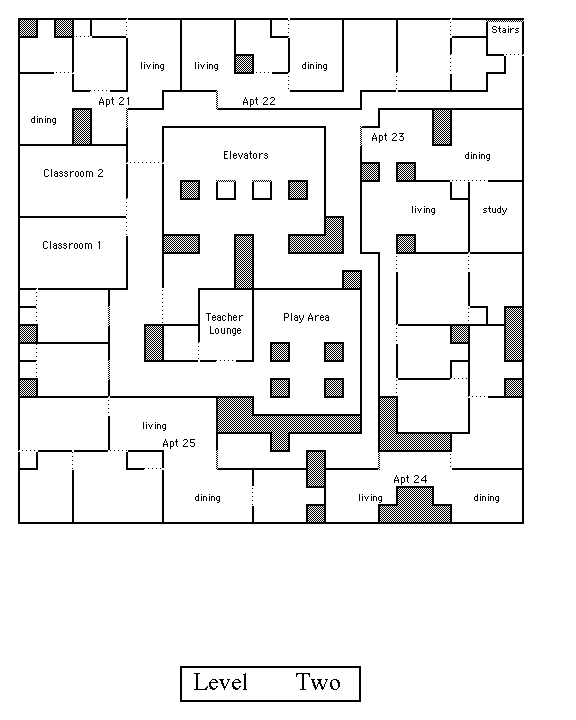 Stairs
living
living
dining
Apt 21
Apt 22
dining
Apt 23
Elevators
dining
Classroom 2
living
study
Classroom 1
Teacher
Lounge
Play Area
living
Apt 25
Apt 24
dining
living
dining
Level Two